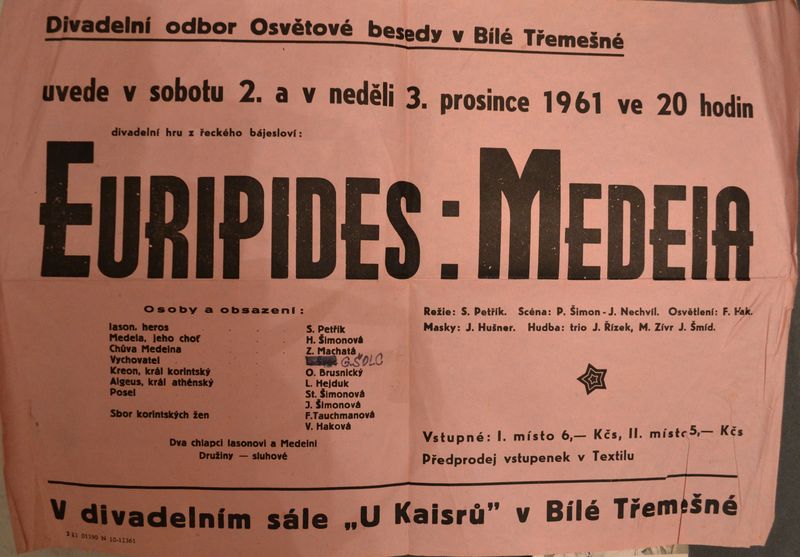 Divadelní odbor Osvětové besedy v Bílé Třemešné
uvede v sobotu 2. a v neděli 3. prosince 1961 ve 20 hodin
divadelní hru z řeckého bájesloví:
EURIPIDES: MEDEIA
Osoby a obsazení:
Iason, heros . . . S. Petřík
Medeia, jeho choť . . . H. Šimonová
Chůva Medeina . . . Z. Machatá
Vychovatel . . . G. ŠOLC
Kreon, král korintský . . . O. Brusnický
Aigeus, král athénský . . . L. Hejduk
Posel . . . St. Šimonová
J. Šimonová
Sbor korintských žen . . . F. Tauchmanová
V. Haková
Dva chlapci Iasonovi a Medeini
Družiny — sluhové
Režie: S. Petřík. Scéna: P. Šimon - J. Nechvíl. Osvětlení: F. Hak.
Masky: J. Hušner. Hudba: trio J. Řízek, M. Zívr J. Šmíd.
Vstupné: I. místo 6,— Kčs, II. místo 5,— Kčs
Předprodej vstupenek v Textilu
V divadelním sále „U Kaisrů" v Bílé Třemešné